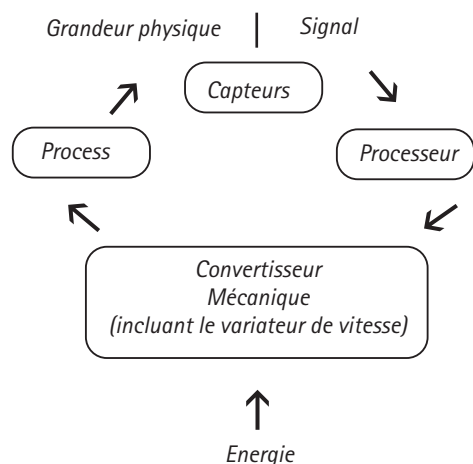 Grandeur physique
Signal
Capteurs
Process
Processeur
Convertisseur
Mécanique
(incluant le variateur de vitesse)
Energie